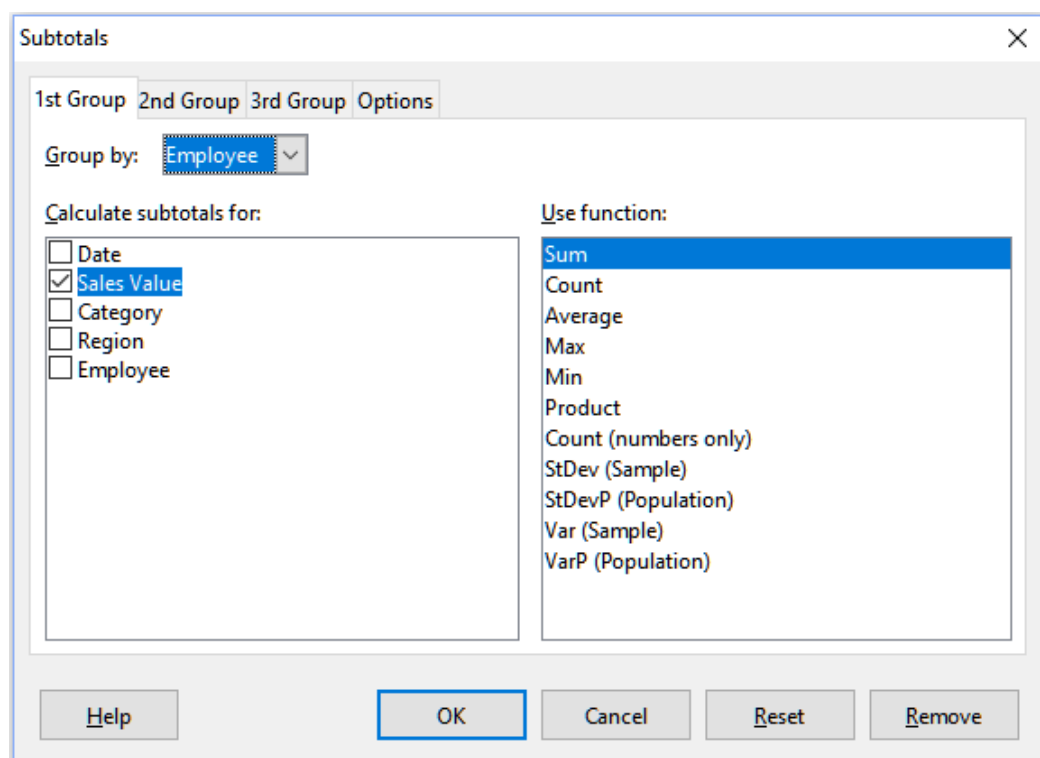 Subtotals
1st Group 2nd Group 3rd Group Options
Group by: Employee
Calculate subtotals for:
Date
Sales Value
Category
Region
Employee
Use function:
Sum
Count
Average
Max
Min
Product
Count (numbers only)
StDev (Sample)
StDevP (Population)
Var (Sample)
VarP (Population)
Help OK Cancel Reset Remove